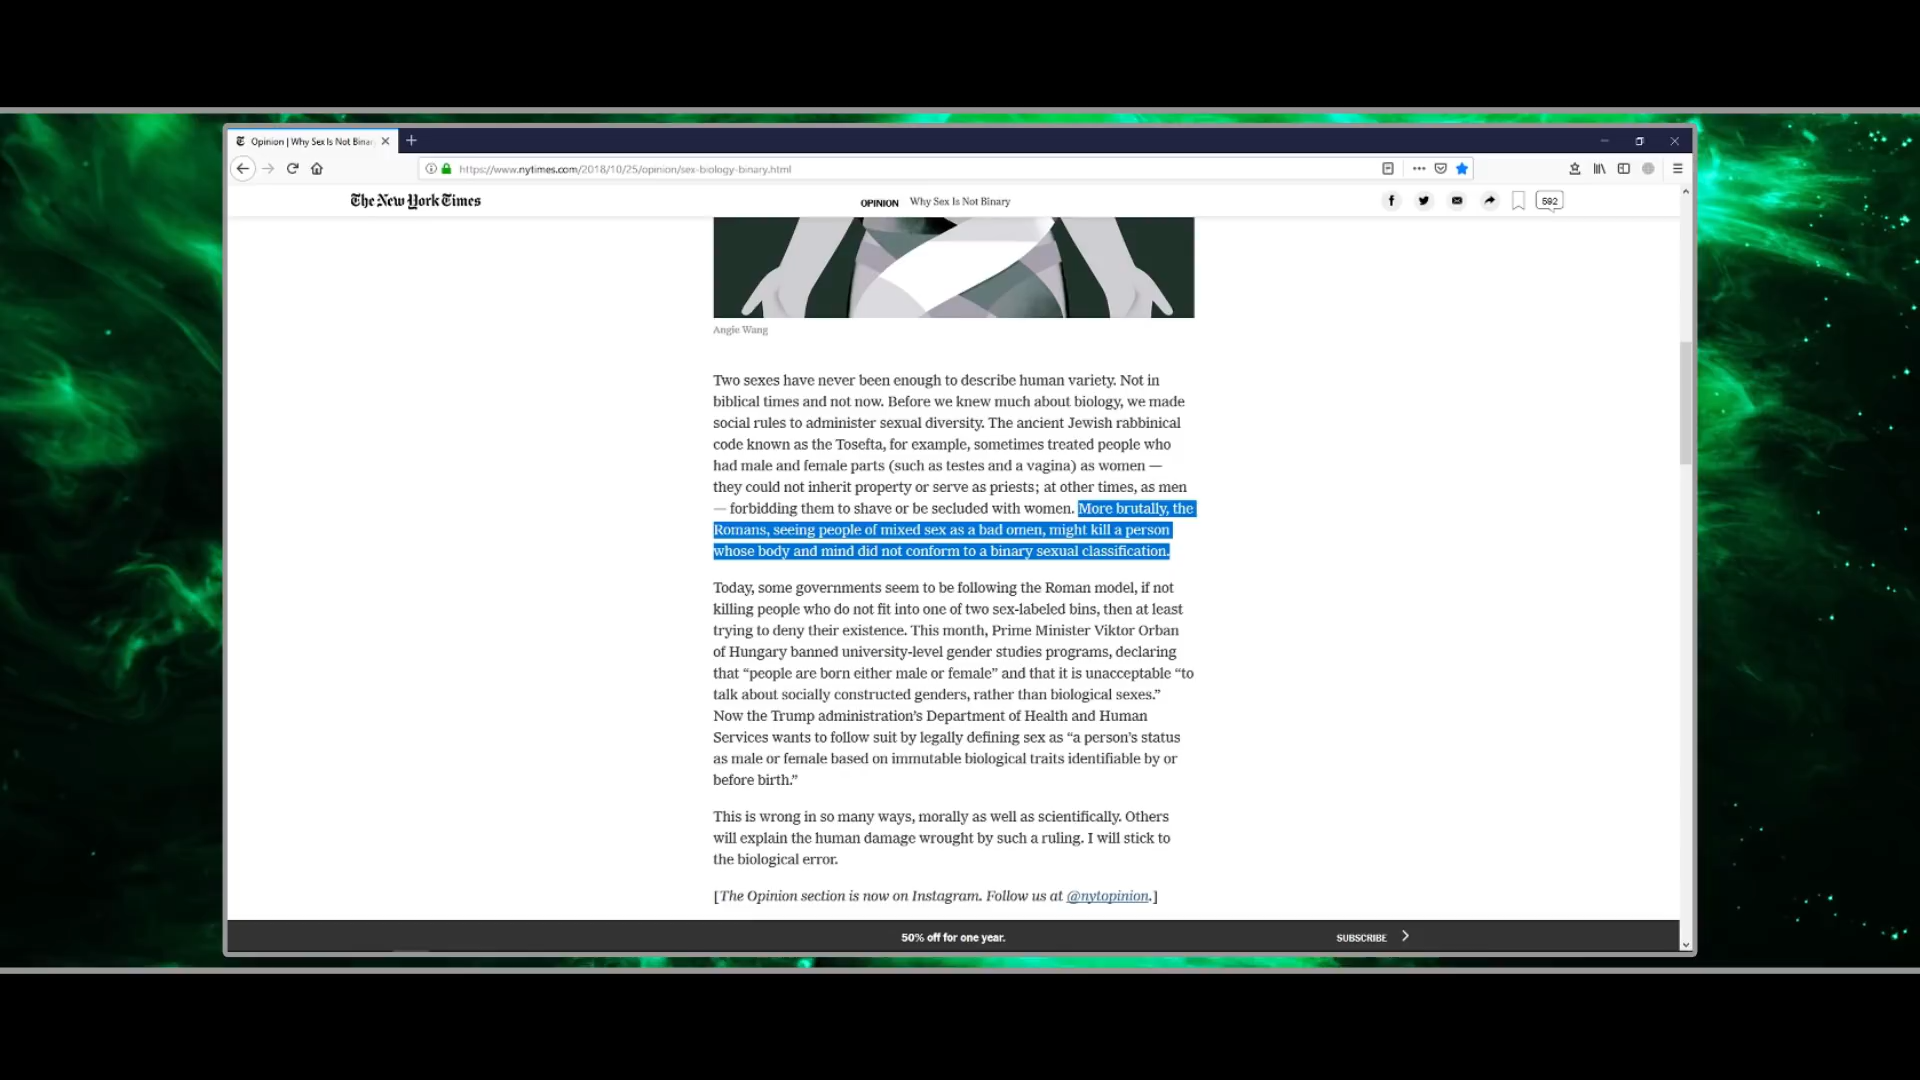 Opinion | Why Sex Is Not Binar
https://www.nytimes.com/2018/10/25/opinion/sex-biology-binary.html
The New York Times
OPINION Why Sex Is Not Binary
592
Angie Wang
Two sexes have never been enough to describe human variety. Not in
biblical times and not now. Before we knew much about biology, we made
social rules to administer sexual diversity. The ancient Jewish rabbinical
code known as the Tosefta, for example, sometimes treated people who
had male and female parts (such as testes and a vagina) as women —
they could not inherit property or serve as priests; at other times, as men
— forbidding them to shave or be secluded with women. More brutally, the
Romans, seeing people of mixed sex as a bad omen, might kill a person
whose body and mind did not conform to a binary sexual classification.
Today, some governments seem to be following the Roman model, if not
killing people who do not fit into one of two sex-labeled bins, then at least
trying to deny their existence. This month, Prime Minister Viktor Orban
of Hungary banned university-level gender studies programs, declaring
that “people are born either male or female” and that it is unacceptable “to
talk about socially constructed genders, rather than biological sexes.”
Now the Trump administration’s Department of Health and Human
Services wants to follow suit by legally defining sex as “a person’s status
as male or female based on immutable biological traits identifiable by or
before birth.”
This is wrong in so many ways, morally as well as scientifically. Others
will explain the human damage wrought by such a ruling. I will stick to
the biological error.
[The Opinion section is now on Instagram. Follow us at @nytopinion.]
50% off for one year.
SUBSCRIBE